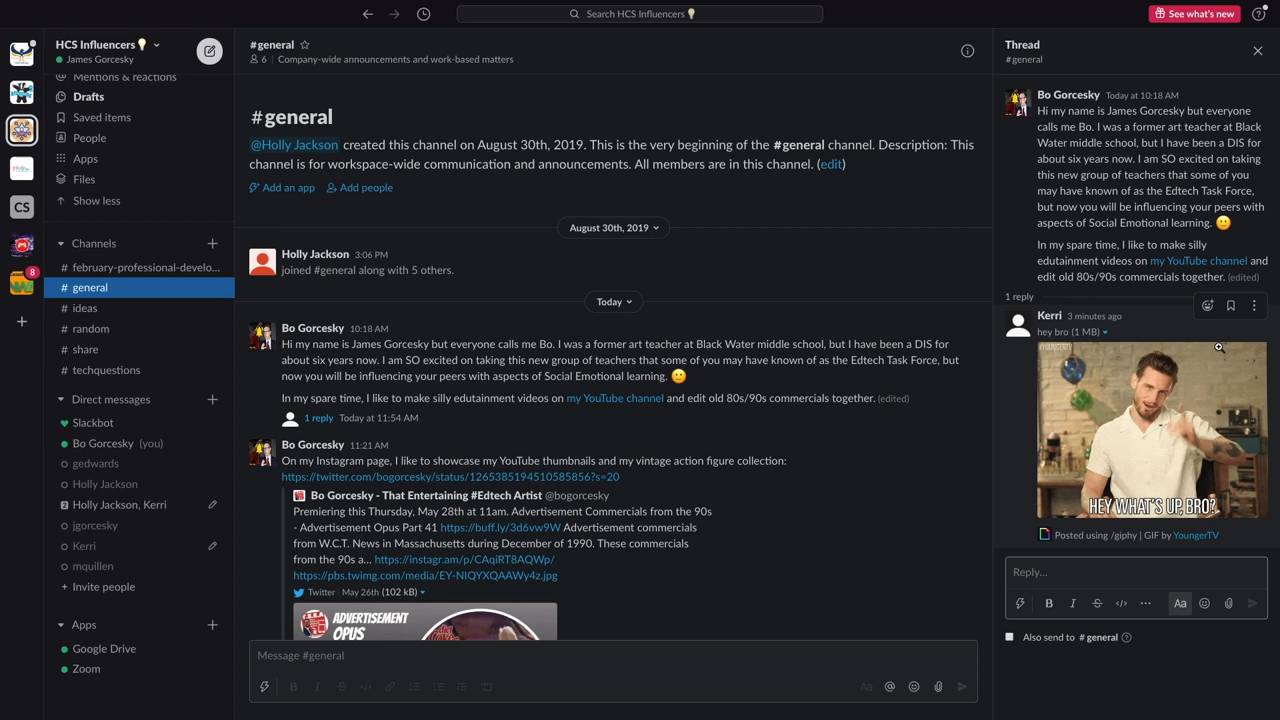 Search HCS Influencers
See what's new
HCS Influencers
James Gorcesky
Mentions & reactions
Drafts
Saved items
People
Apps
Files
Show less
CS
8
Channels
# february-professional-develo...
# general
# ideas
# random
# share
# techquestions
Direct messages
Slackbot
Bo Gorcesky (you)
gedwards
Holly Jackson
2 Holly Jackson, Kerri
jgorcesky
Kerri
mquillen
Invite people
Apps
Google Drive
Zoom
#general
6 | Company-wide announcements and work-based matters
#general
@Holly Jackson created this channel on August 30th, 2019. This is the very beginning of the #general channel. Description: This
channel is for workspace-wide communication and announcements. All members are in this channel. (edit)
Add an app Add people
August 30th, 2019
Holly Jackson 3:06 PM
joined #general along with 5 others.
Today
Bo Gorcesky 10:18 AM
Hi my name is James Gorcesky but everyone calls me Bo. I was a former art teacher at Black Water middle school, but I have been a DIS for
about six years now. I am SO excited on taking this new group of teachers that some of you may have known of as the Edtech Task Force, but
now you will be influencing your peers with aspects of Social Emotional learning. 🙂
In my spare time, I like to make silly edutainment videos on my YouTube channel and edit old 80s/90s commercials together. (edited)
1 reply Today at 11:54 AM
Bo Gorcesky 11:21 AM
On my Instagram page, I like to showcase my YouTube thumbnails and my vintage action figure collection:
https://twitter.com/bogorcesky/status/1265385194510585856?s=20
Bo Gorcesky - That Entertaining #Edtech Artist @bogorcesky
Premiering this Thursday, May 28th at 11am. Advertisement Commercials from the 90s
- Advertisement Opus Part 41 https://buff.ly/3d6vw9W Advertisement commercials
from W.C.T. News in Massachusetts during December of 1990. These commercials
from the 90s a... https://instagr.am/p/CAqiRT8AQWp/
https://pbs.twimg.com/media/EY-NIQYXQAAWy4z.jpg
Twitter May 26th (102 kB)
ADVERTISEMENT
OPUS
Message #general
Aa
Thread
#general
Bo Gorcesky Today at 10:18 AM
Hi my name is James Gorcesky but everyone
calls me Bo. I was a former art teacher at Black
Water middle school, but I have been a DIS for
about six years now. I am SO excited on taking
this new group of teachers that some of you
may have known of as the Edtech Task Force,
but now you will be influencing your peers with
aspects of Social Emotional learning. 🙂
In my spare time, I like to make silly
edutainment videos on my YouTube channel and
edit old 80s/90s commercials together. (edited)
1 reply
Kerri 3 minutes ago
hey bro (1 MB)
HEY WHAT'S UP, BRO?
Posted using /giphy | GIF by YoungerTV
Reply...
Aa
Also send to # general